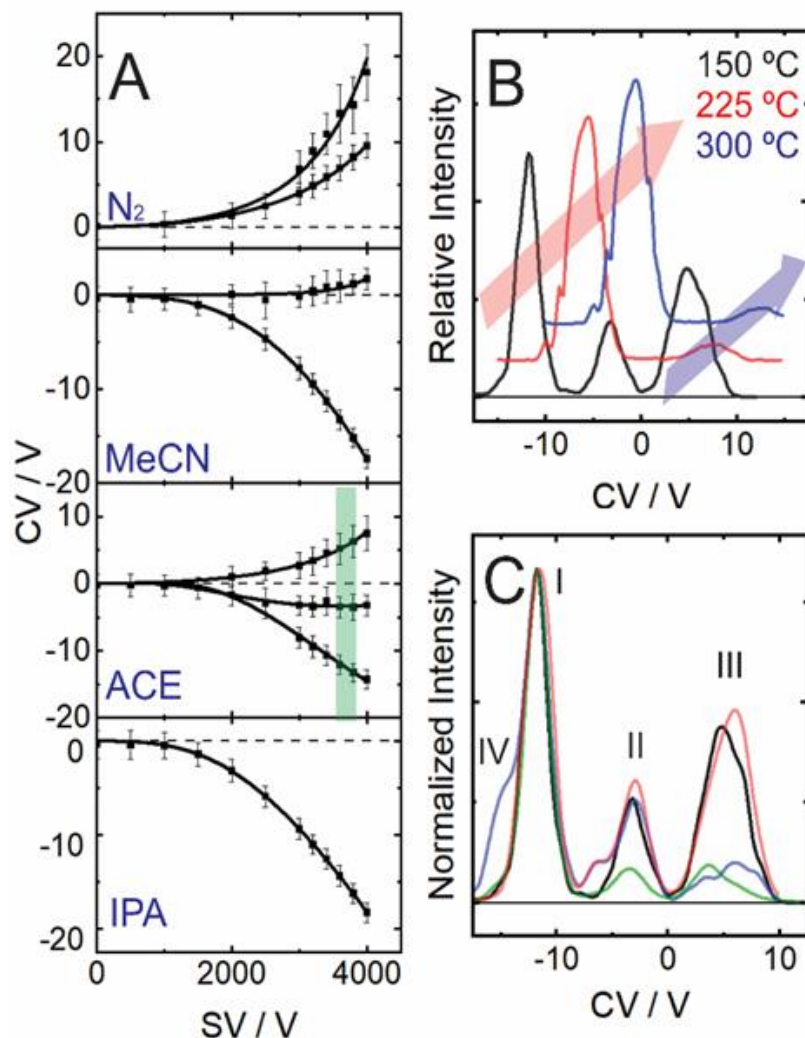 A
20
10
0
N₂
0
-10
MeCN
-20
10
0
-10
ACE
-20
0
-10
-20
IPA
0 2000 4000
CV / V
SV / V
B
150 ºC
225 ºC
300 ºC
Relative Intensity
-10 0 10
CV / V
C
I
II
III
IV
Normalized Intensity
-10 0 10
CV / V